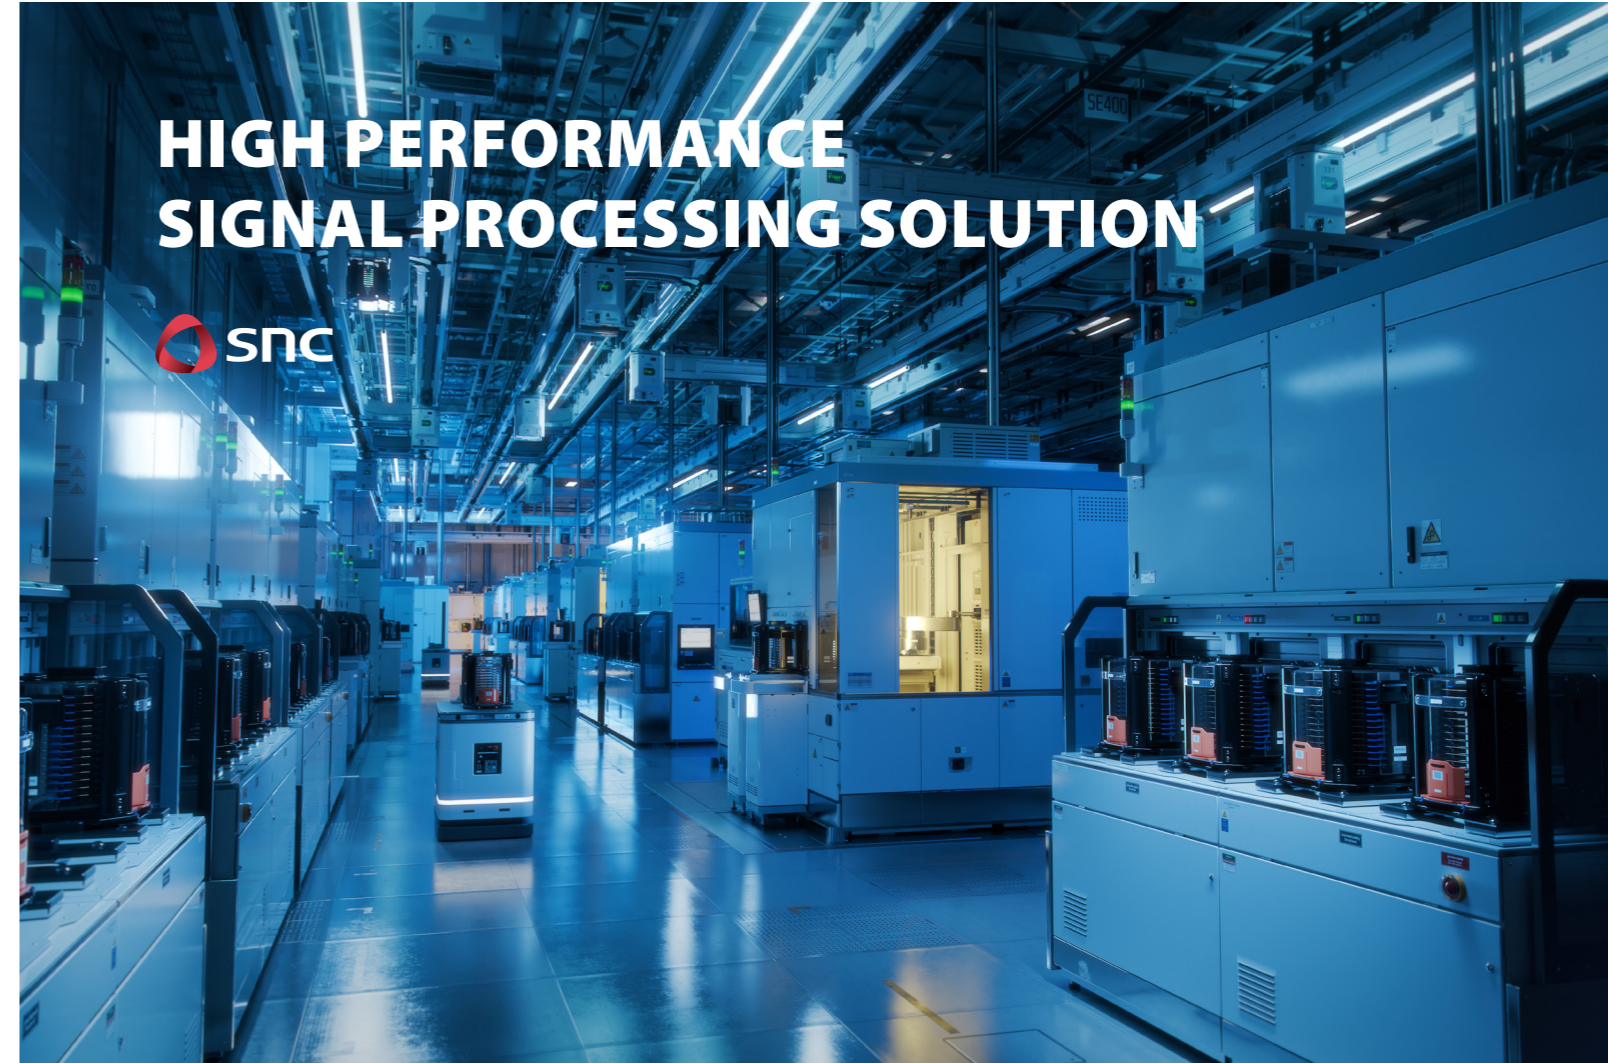 HIGH PERFORMANCE
SIGNAL PROCESSING SOLUTION
snc
SE400